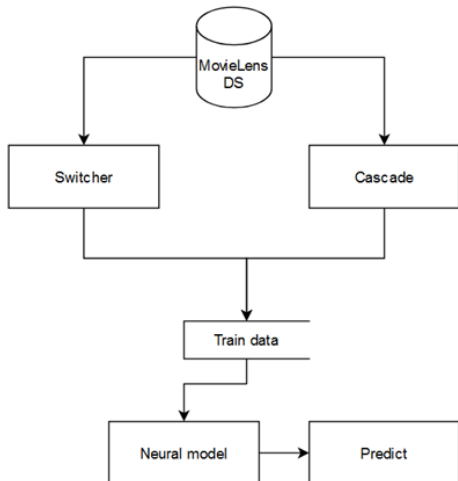 MovieLens
DS
Switcher
Cascade
Train data
Neural model
Predict